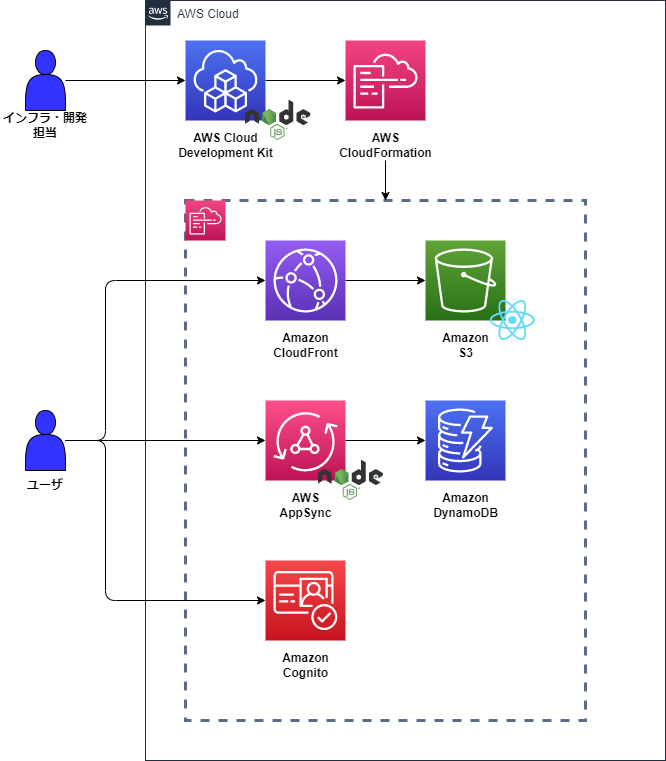 aws
AWS Cloud
インフラ・開発
担当
AWS Cloud
Development Kit
node
JS
AWS
CloudFormation
Amazon
CloudFront
Amazon
S3
ユーザ
AWS
AppSync
node
JS
Amazon
DynamoDB
Amazon
Cognito